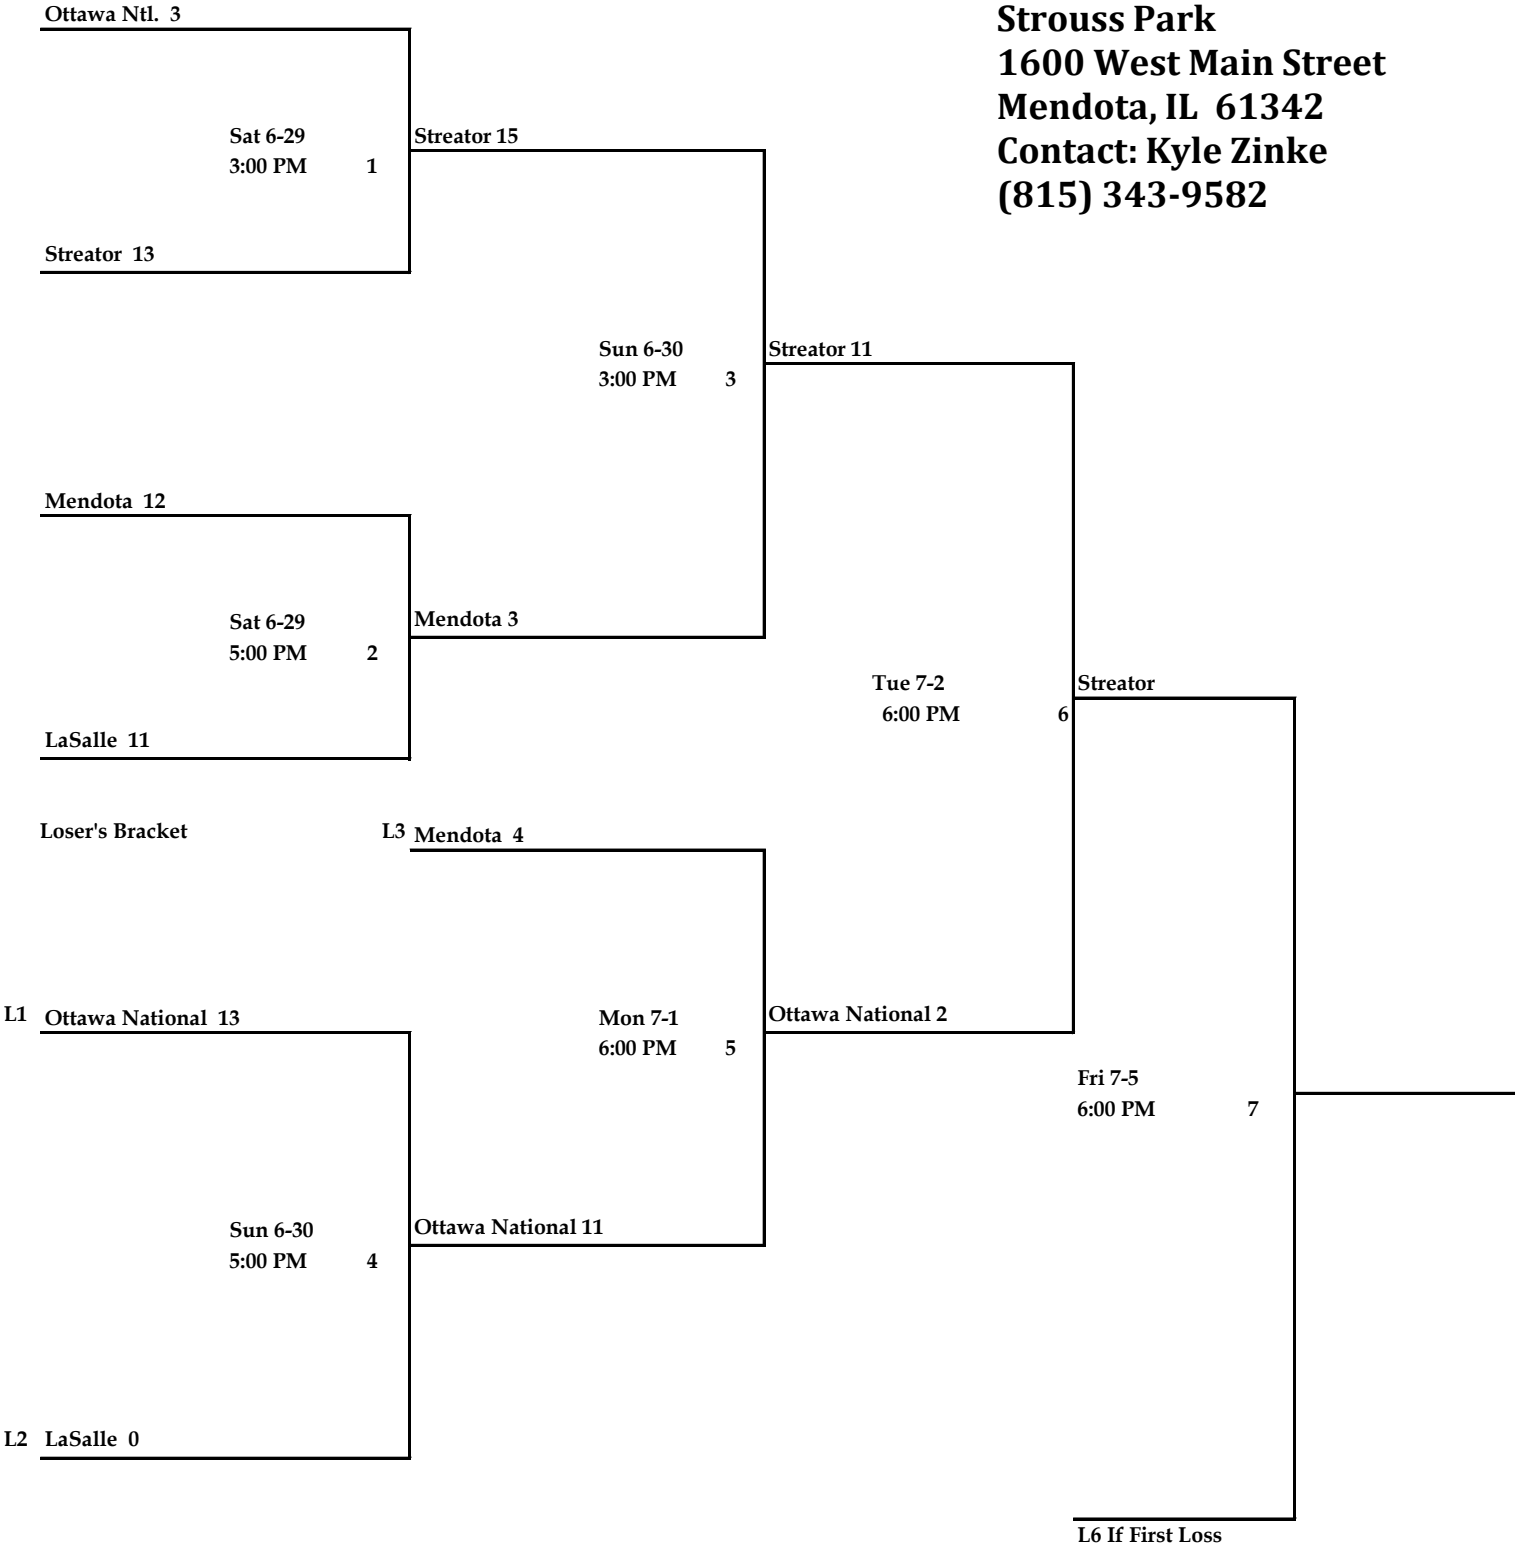 Ottawa Ntl. 3
Strouss Park
1600 West Main Street
Mendota, IL 61342
Contact: Kyle Zinke
(815) 343-9582
Sat 6-29
3:00 PM 1
Streator 15
Streator 13
Sun 6-30
3:00 PM 3
Streator 11
Mendota 12
Sat 6-29
5:00 PM 2
Mendota 3
Tue 7-2
6:00 PM 6
Streator
LaSalle 11
Loser's Bracket
L3 Mendota 4
L1 Ottawa National 13
Mon 7-1
6:00 PM 5
Ottawa National 2
Fri 7-5
6:00 PM 7
Sun 6-30
5:00 PM 4
Ottawa National 11
L2 LaSalle 0
L6 If First Loss